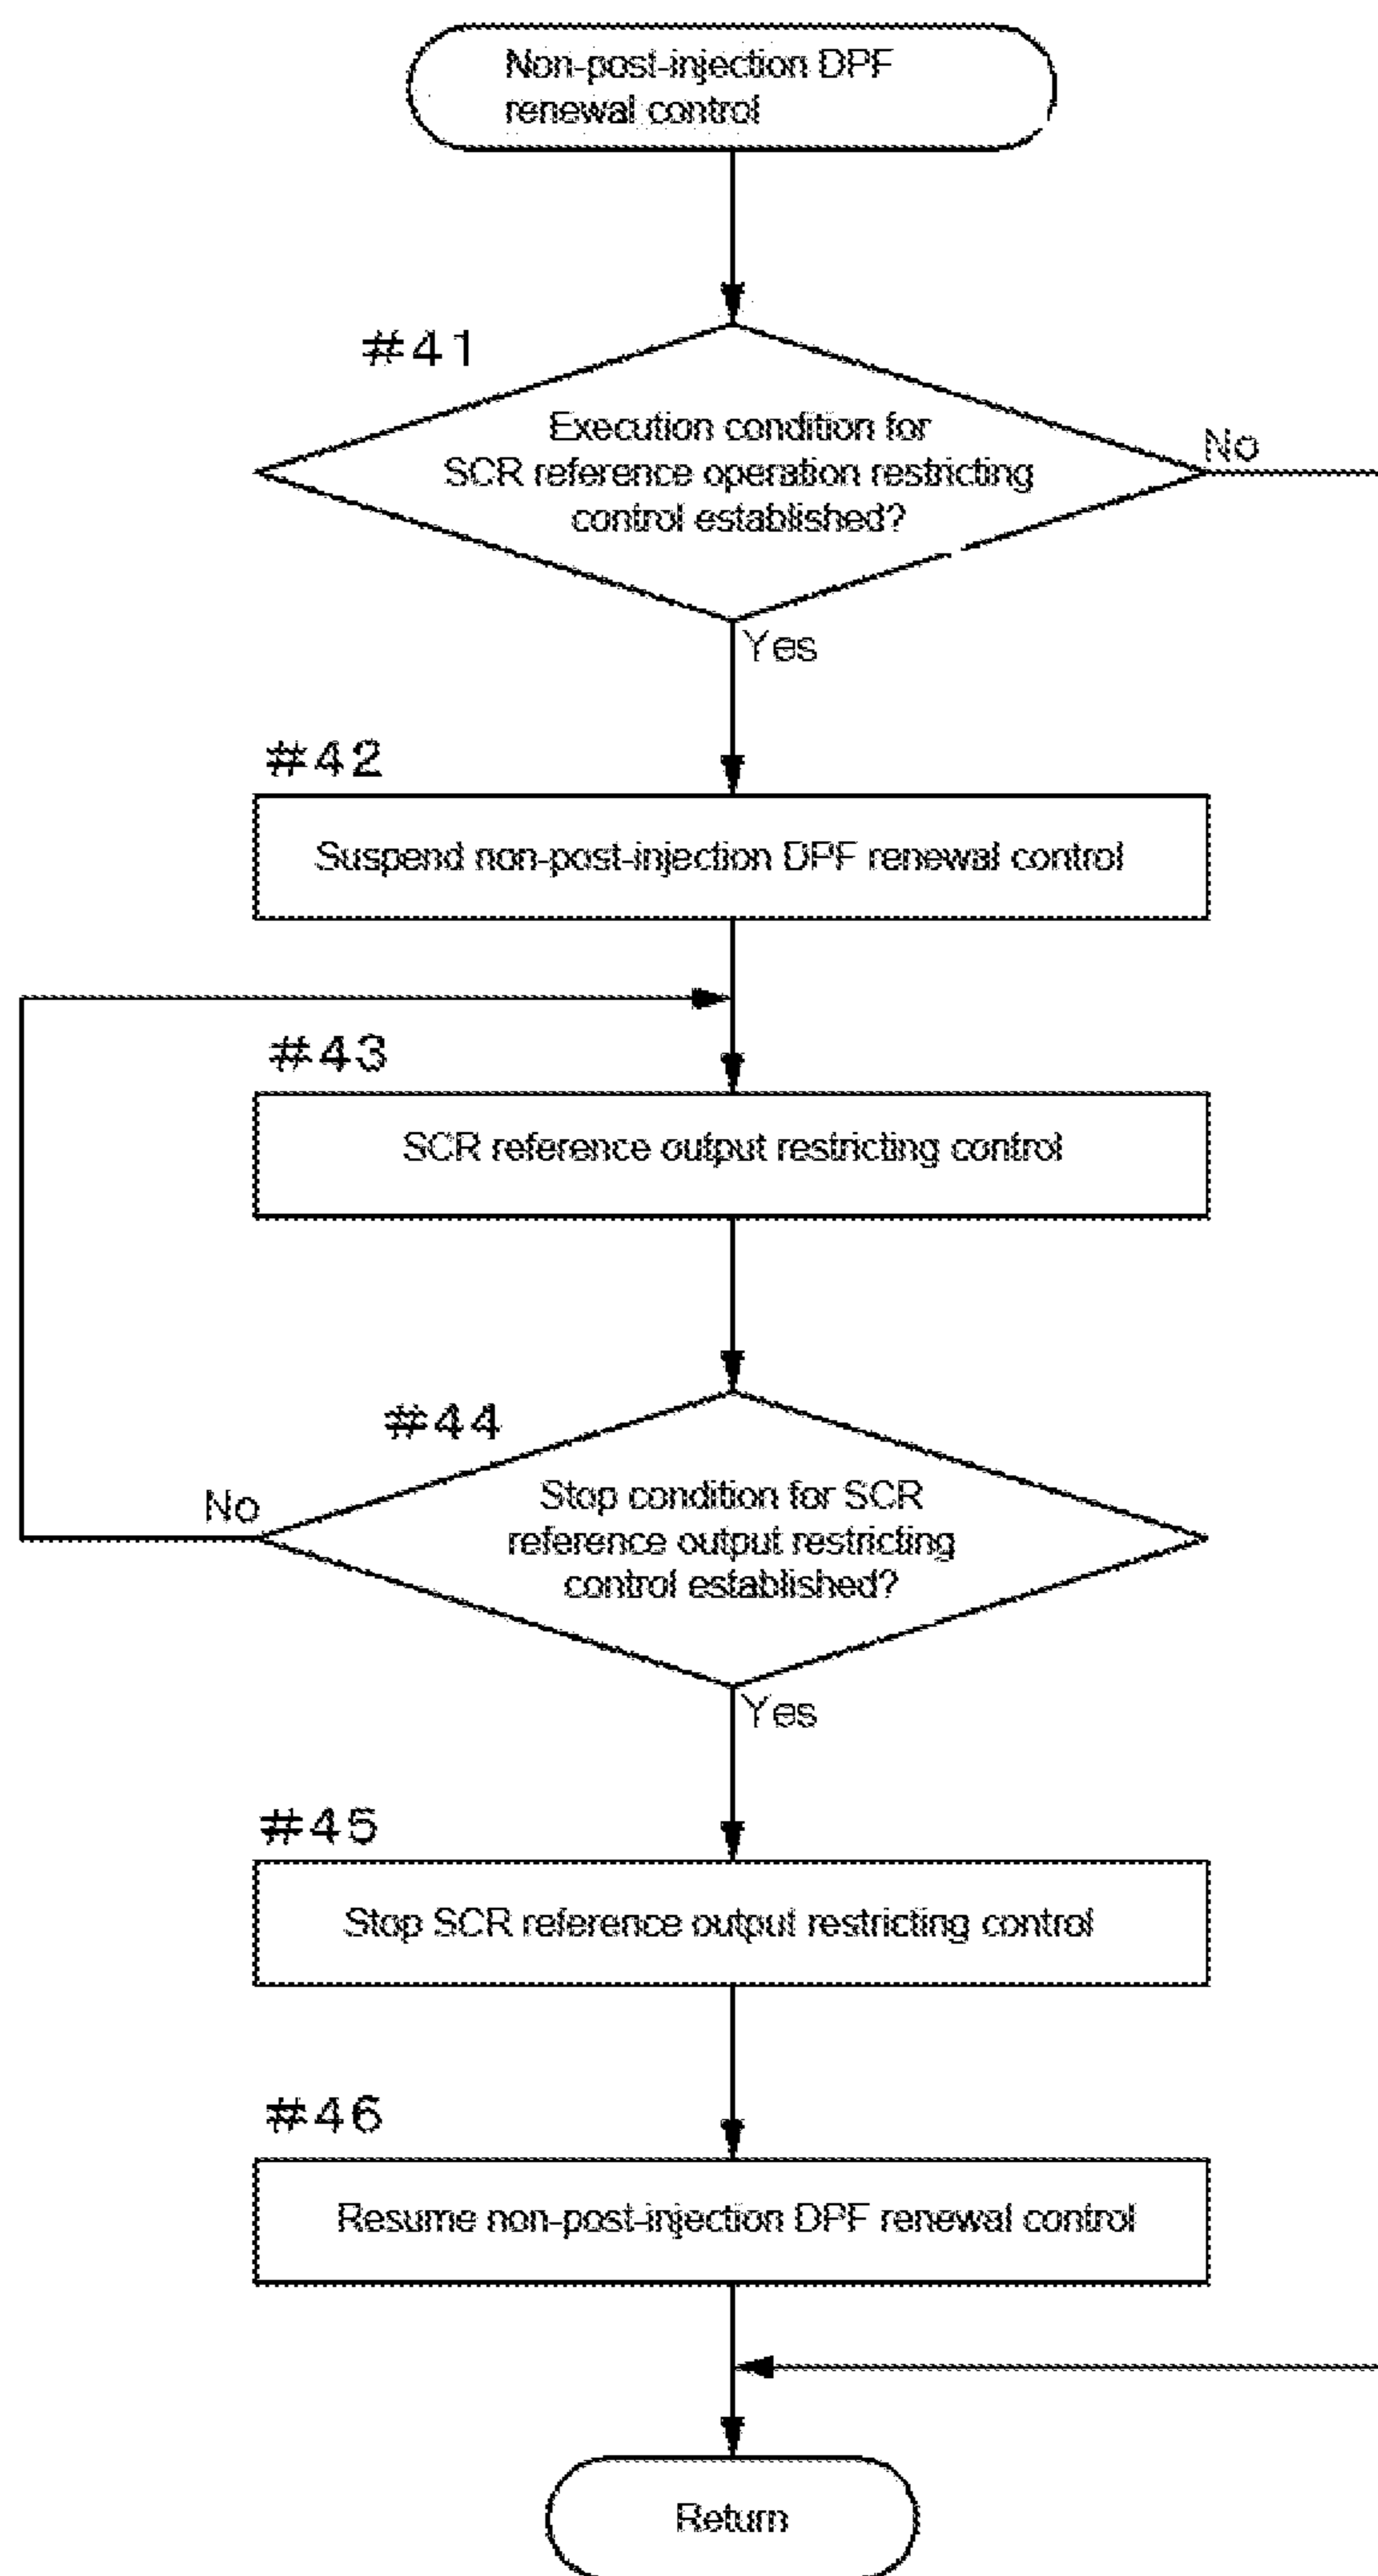 Non-post-injection DPF
renewal control
#41
Execution condition for
SCR reference operation restricting
control established?
No
Yes
#42
Suspend non-post-injection DPF renewal control
#43
SCR reference output restricting control
#44
No
Stop condition for SCR
reference output restricting
control established?
Yes
#45
Stop SCR reference output restricting control
#46
Resume non-post-injection DPF renewal control
Return